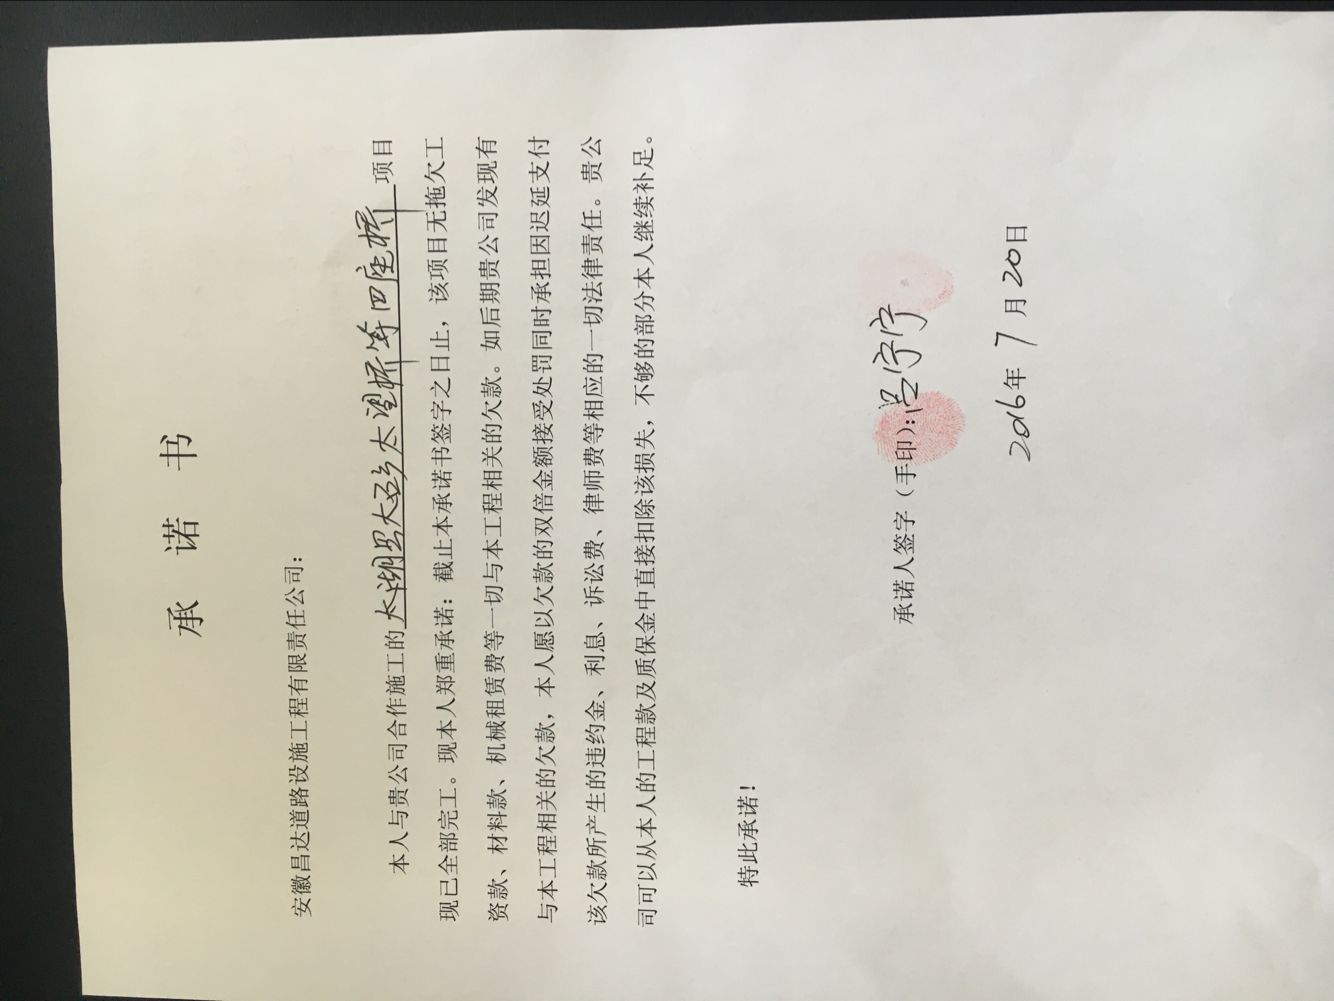 承 诺 书
安徽昌达道路设施工程有限责任公司：
本人与贵公司合作施工的太湖县大石乡太望桥等四座桥项目
现已全部完工。现本人郑重承诺：截止本承诺书签字之日止，该项目无拖欠工
资款、材料款、机械租赁费等一切与本工程相关的欠款。如后期贵公司发现有
与本工程相关的欠款，本人愿以欠款的双倍金额接受处罚同时承担因迟延支付
该欠款所产生的违约金、利息、诉讼费、律师费等相应的一切法律责任。贵公
司可以从本人的工程款及质保金中直接扣除该损失，不够的部分本人继续补足。
特此承诺！
承诺人签字（手印）：吕宁宁
2016年 7 月 20日